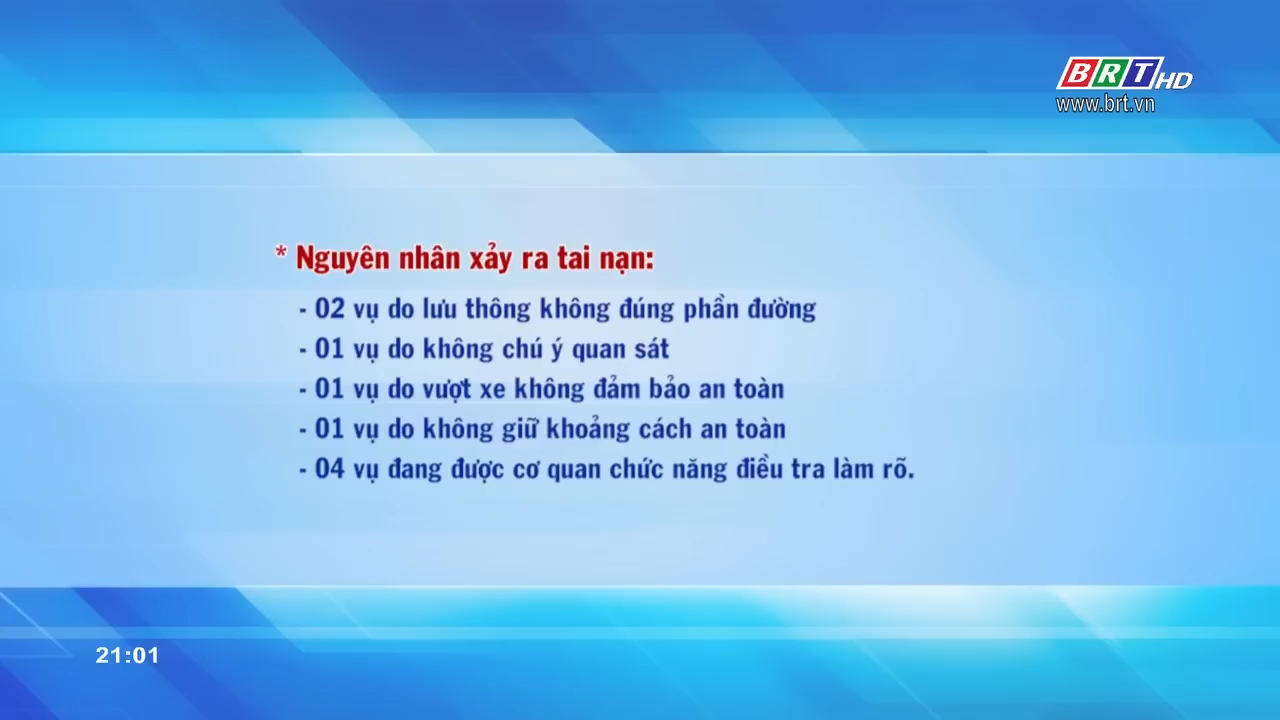 BRT HD
www.brt.vn
* Nguyên nhân xảy ra tai nạn:
- 02 vụ do lưu thông không đúng phần đường
- 01 vụ do không chú ý quan sát
- 01 vụ do vượt xe không đảm bảo an toàn
- 01 vụ do không giữ khoảng cách an toàn
- 04 vụ đang được cơ quan chức năng điều tra làm rõ.
21:01